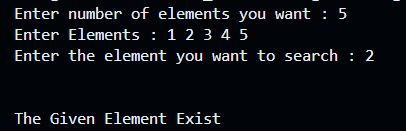 Enter number of elements you want : 5
Enter Elements : 1 2 3 4 5
Enter the element you want to search : 2
The Given Element Exist